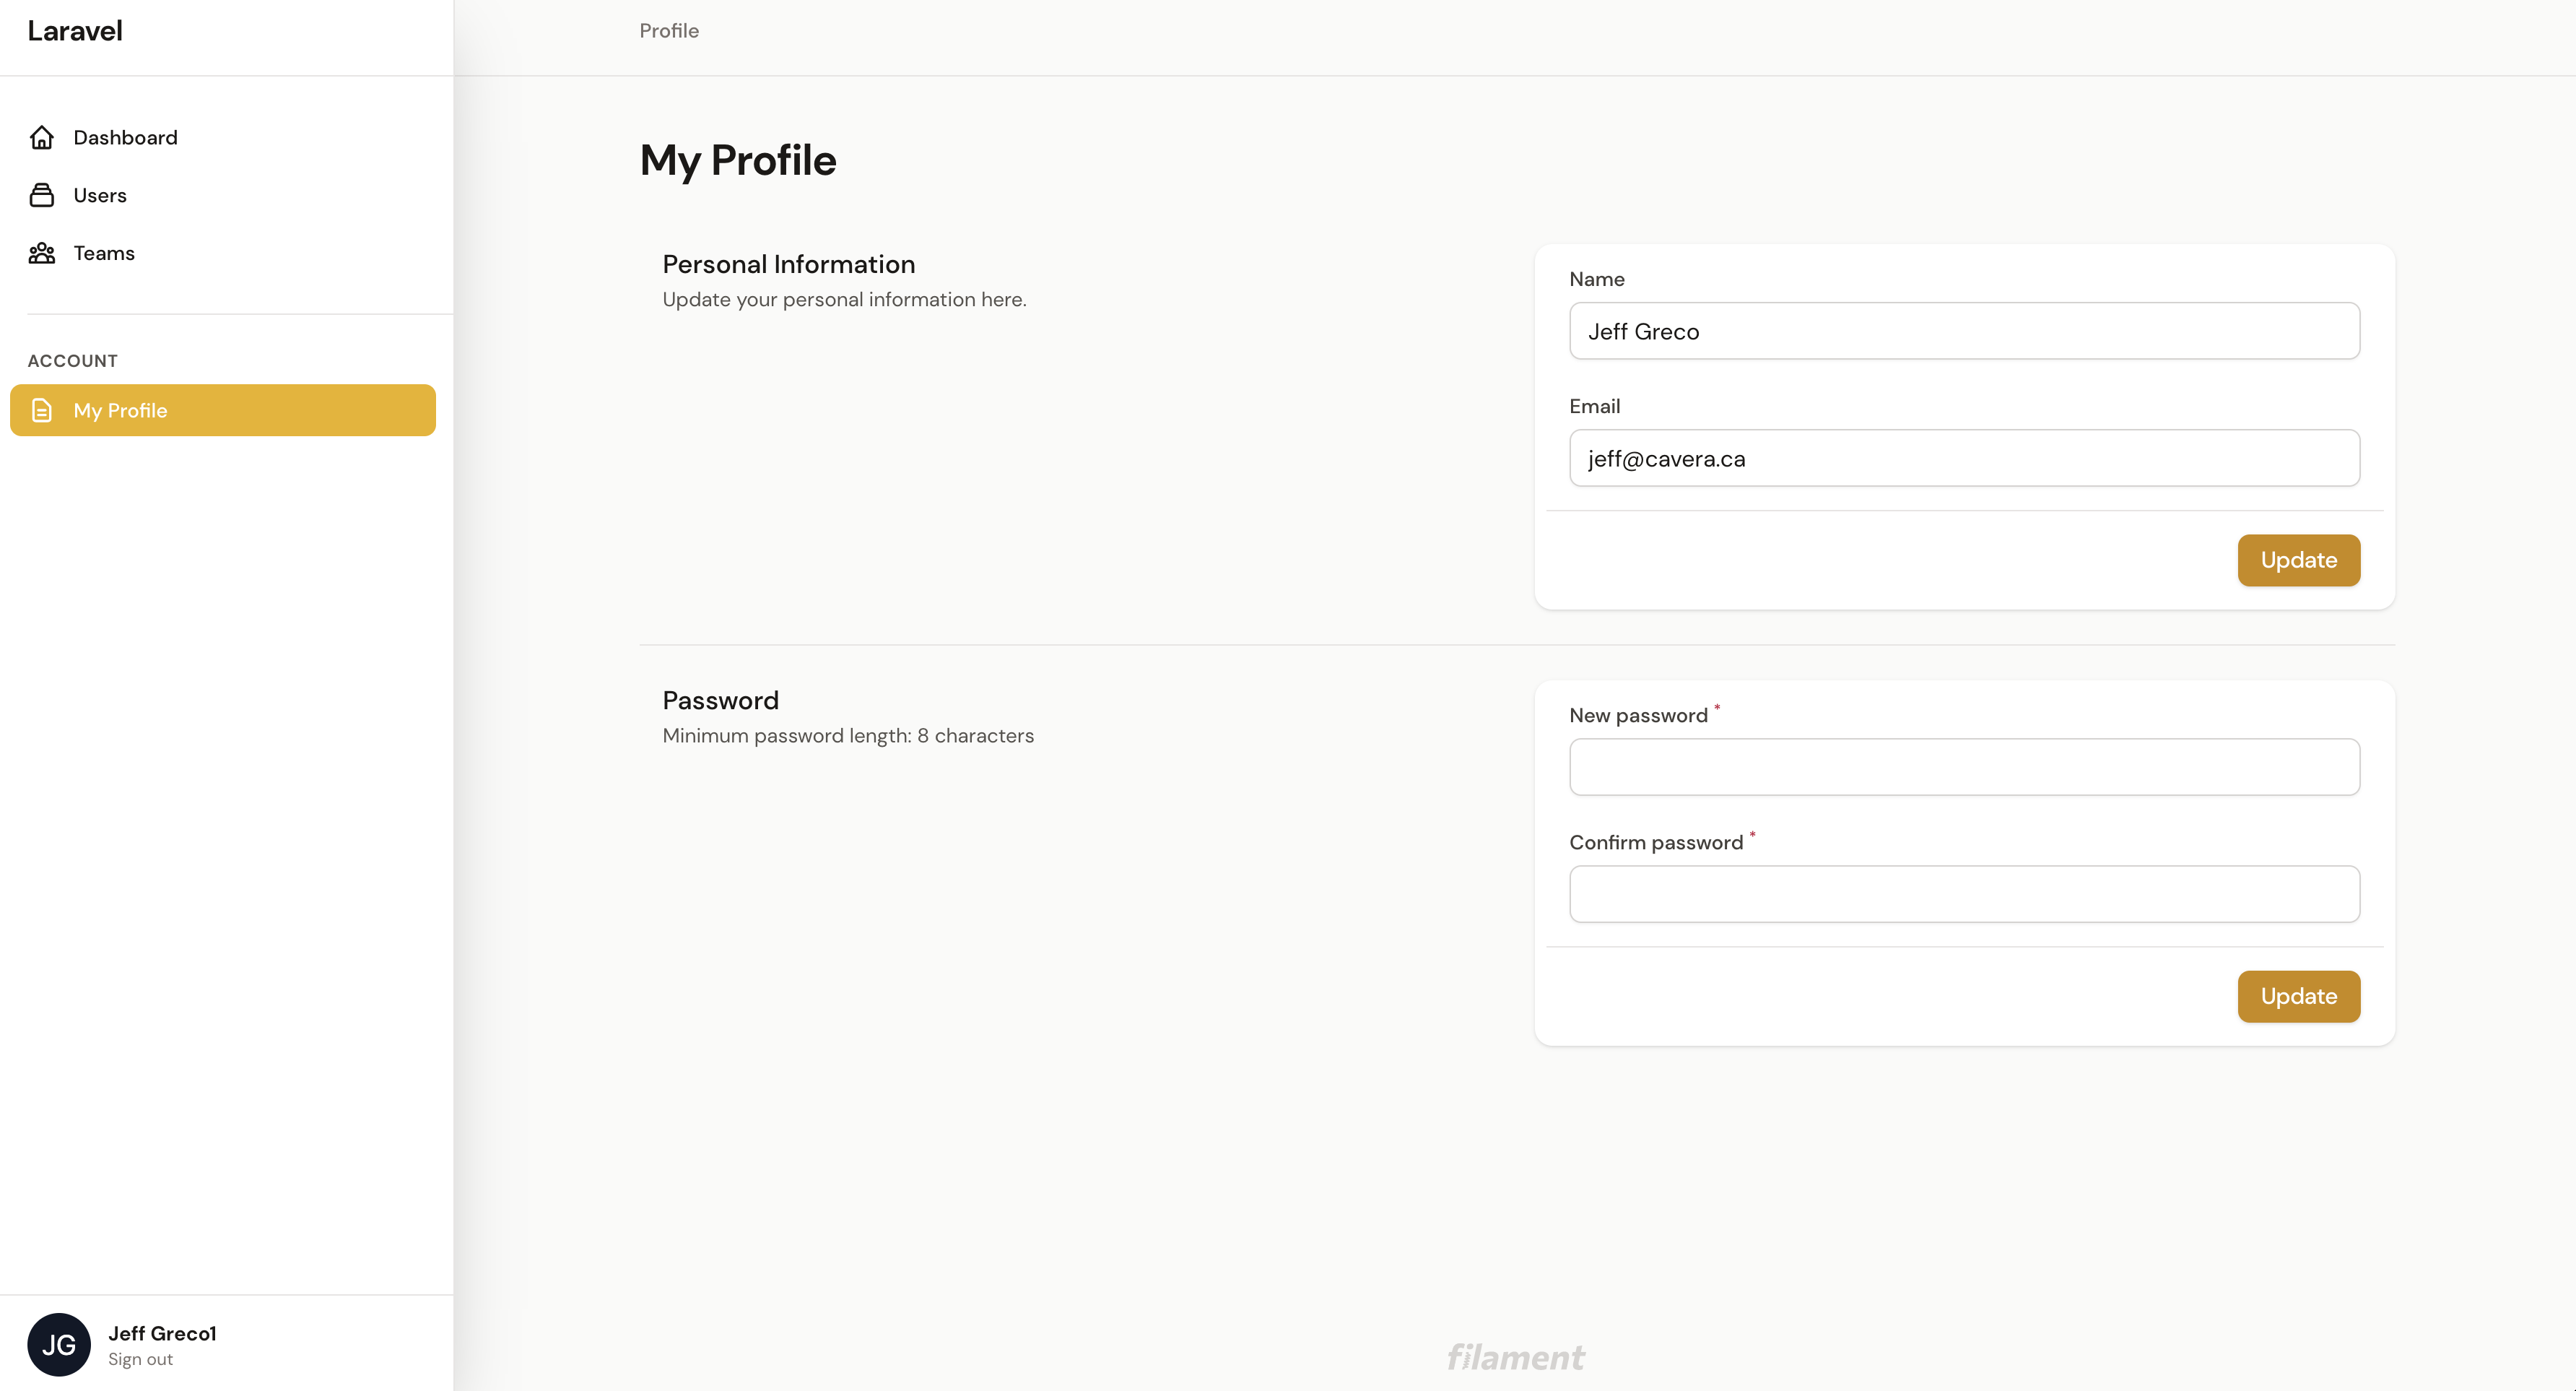 Laravel
Profile
Dashboard
Users
Teams
ACCOUNT
My Profile
JG
Jeff Greco1
Sign out
My Profile
Personal Information
Update your personal information here.
Name
Jeff Greco
Email
jeff@cavera.ca
Update
Password
Minimum password length: 8 characters
New password *
Confirm password *
Update
filament